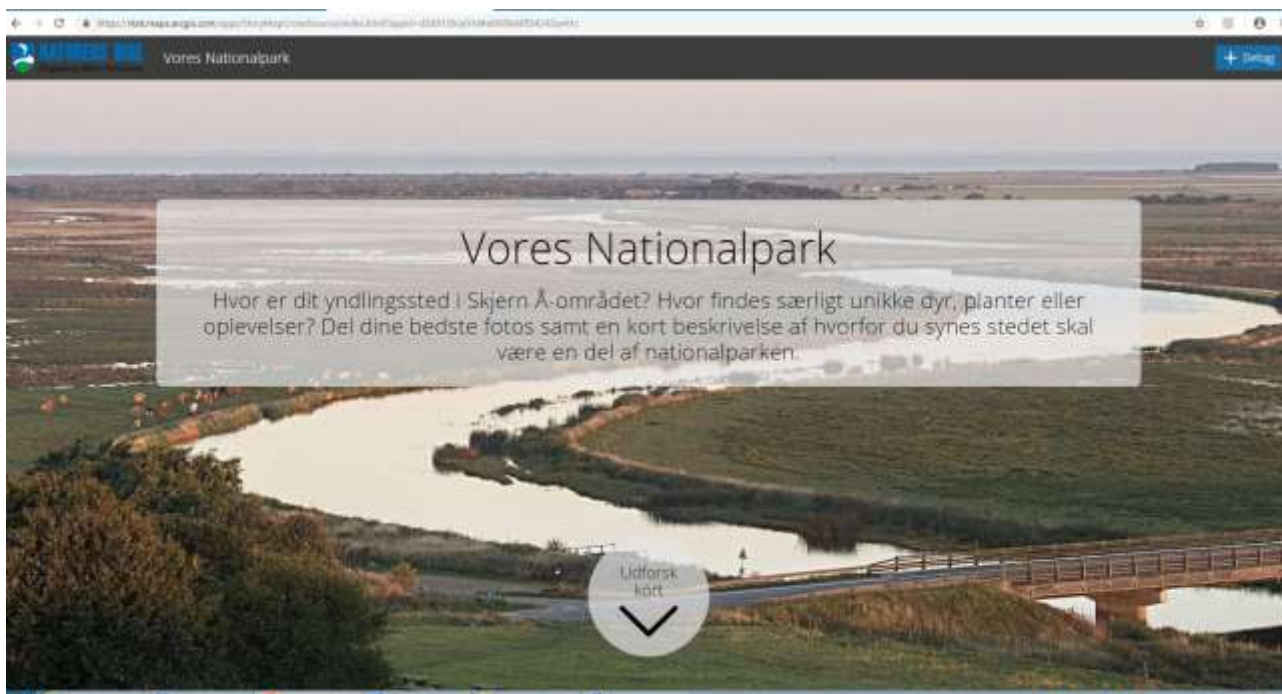 NATURENS RIGE
Vores Nationalpark
+ Deltag
Vores Nationalpark
Hvor er dit yndlingssted i Skjern Å-området? Hvor findes særligt unikke dyr, planter eller
oplevelser? Del dine bedste fotos samt en kort beskrivelse af hvorfor du synes stedet skal
være en del af nationalparken.
Udforsk
kort